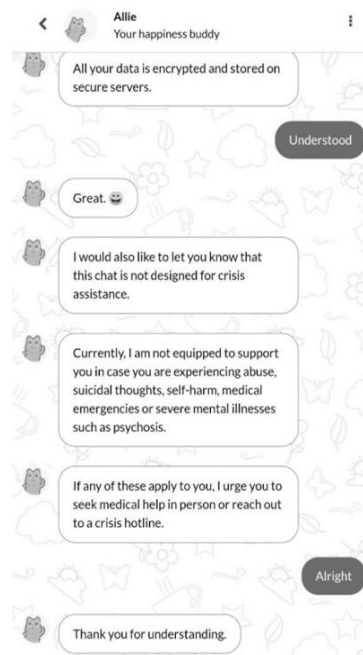 Allie
Your happiness buddy
All your data is encrypted and stored on
secure servers.
Understood
Great. 😄
I would also like to let you know that
this chat is not designed for crisis
assistance.
Currently, I am not equipped to support
you in case you are experiencing abuse,
suicidal thoughts, self-harm, medical
emergencies or severe mental illnesses
such as psychosis.
If any of these apply to you, I urge you to
seek medical help in person or reach out
to a crisis hotline.
Alright
Thank you for understanding.